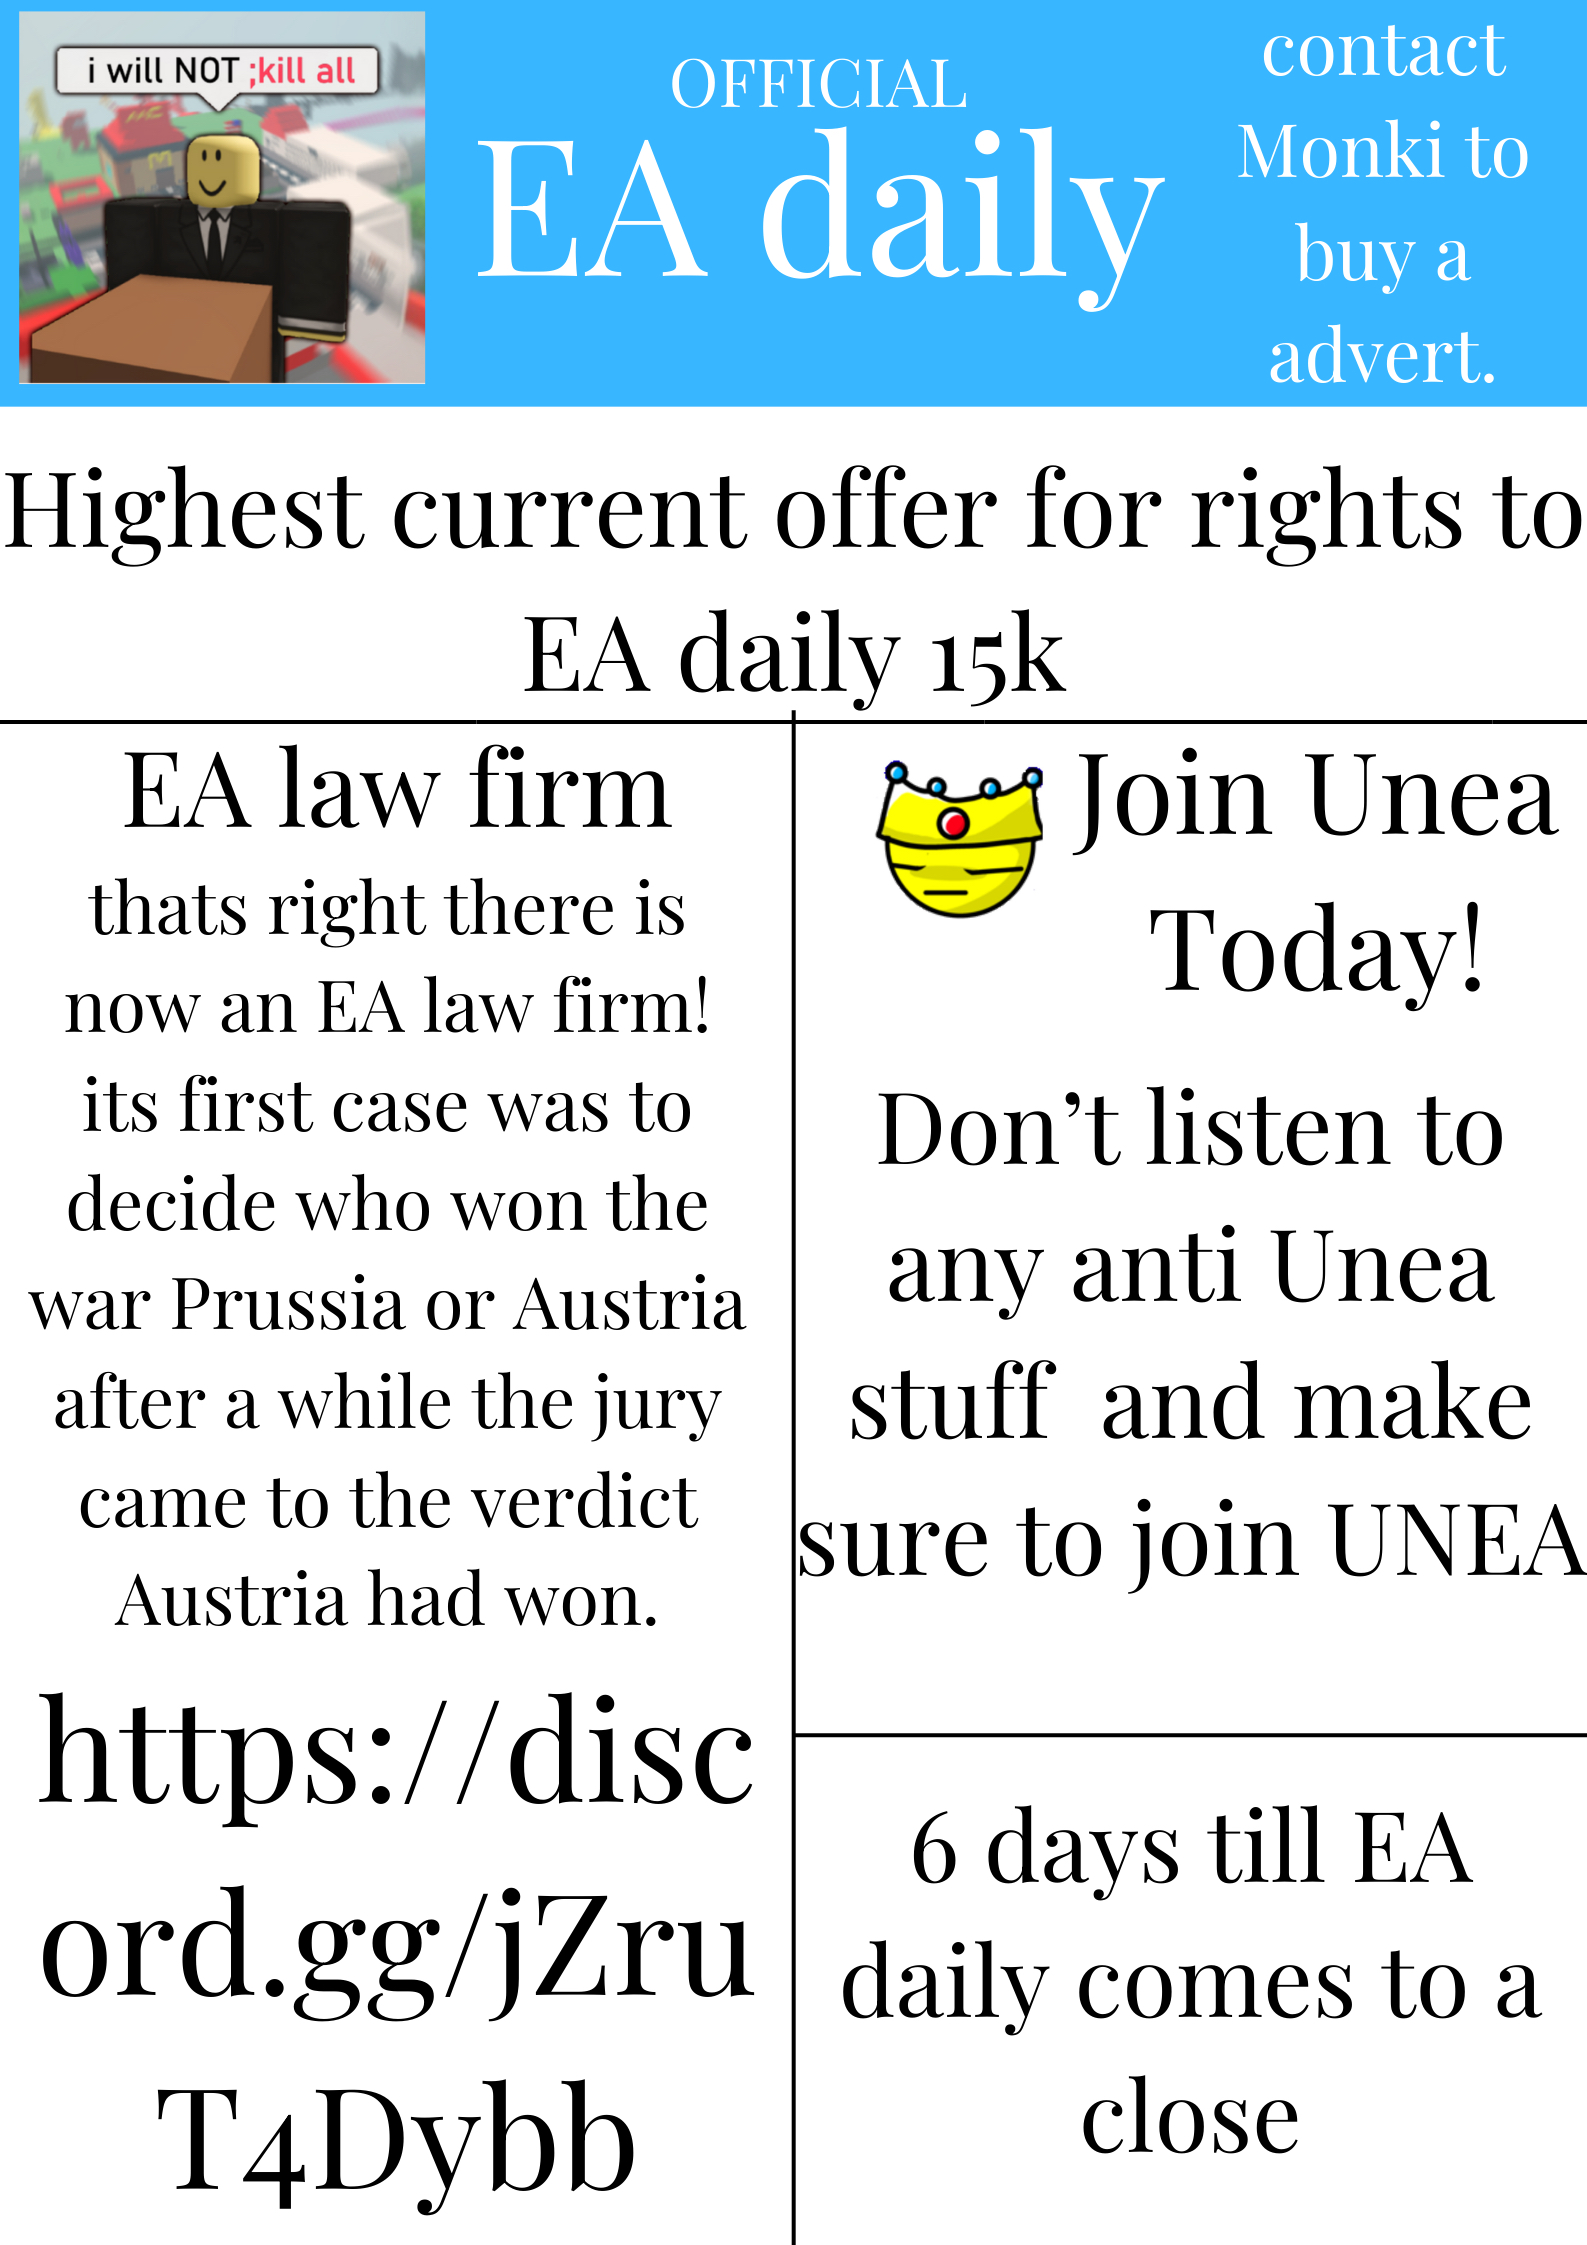 i will NOT ;kill all
OFFICIAL
EA daily
contact
Monki to
buy a
advert.
Highest current offer for rights to
EA daily 15k
EA law firm
thats right there is
now an EA law firm!
its first case was to
decide who won the
war Prussia or Austria
after a while the jury
came to the verdict
Austria had won.
https://disc
ord.gg/jZru
T4Dybb
Join Unea
Today!
Don’t listen to
any anti Unea
stuff  and make
sure to join UNEA
6 days till EA
daily comes to a
close